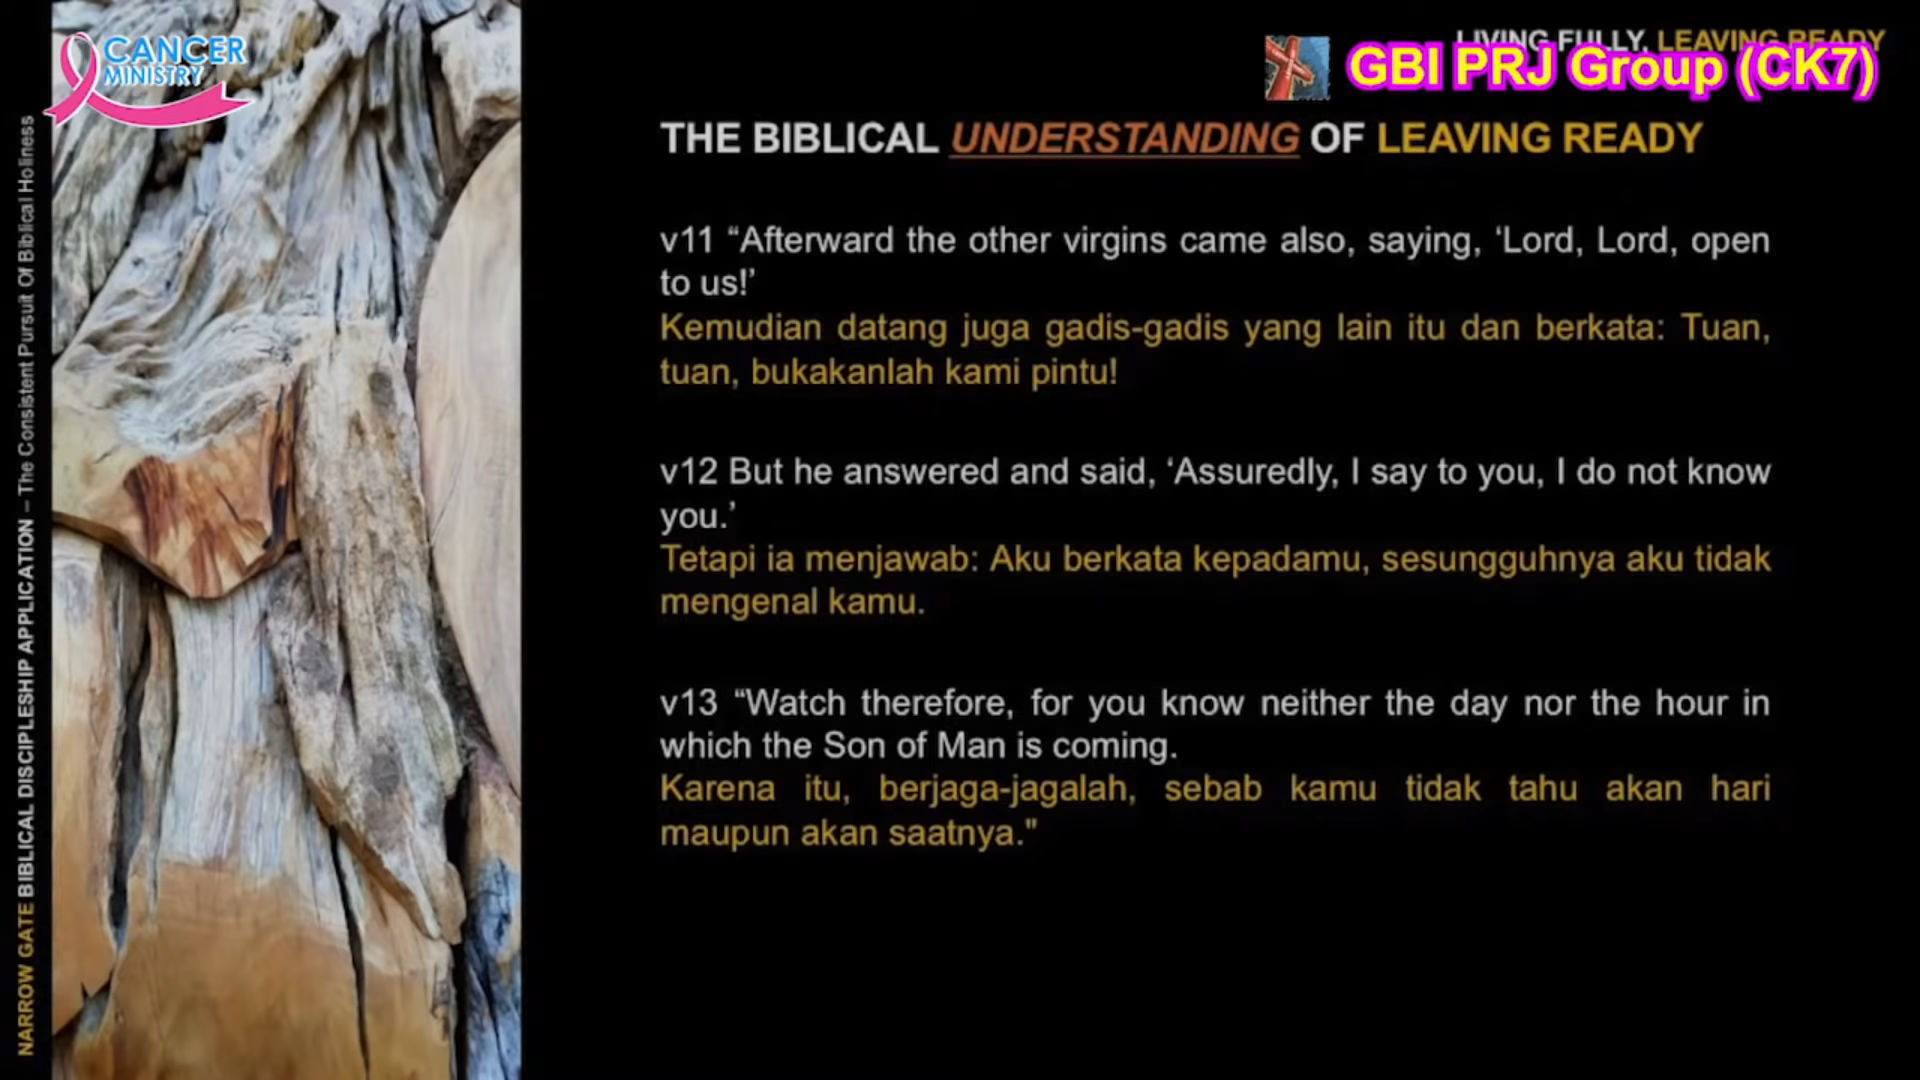 CANCER
MINISTRY
LIVING FULLY, LEAVING READY
GBI PRJ Group (CK7)
THE BIBLICAL UNDERSTANDING OF LEAVING READY
v11 “Afterward the other virgins came also, saying, ‘Lord, Lord, open
to us!’
Kemudian datang juga gadis-gadis yang lain itu dan berkata: Tuan,
tuan, bukakanlah kami pintu!
v12 But he answered and said, ‘Assuredly, I say to you, I do not know
you.’
Tetapi ia menjawab: Aku berkata kepadamu, sesungguhnya aku tidak
mengenal kamu.
v13 “Watch therefore, for you know neither the day nor the hour in
which the Son of Man is coming.
Karena itu, berjaga-jagalah, sebab kamu tidak tahu akan hari
maupun akan saatnya."
NARROW GATE BIBLICAL DISCIPLESHIP APPLICATION – The Consistent Pursuit Of Biblical Holiness